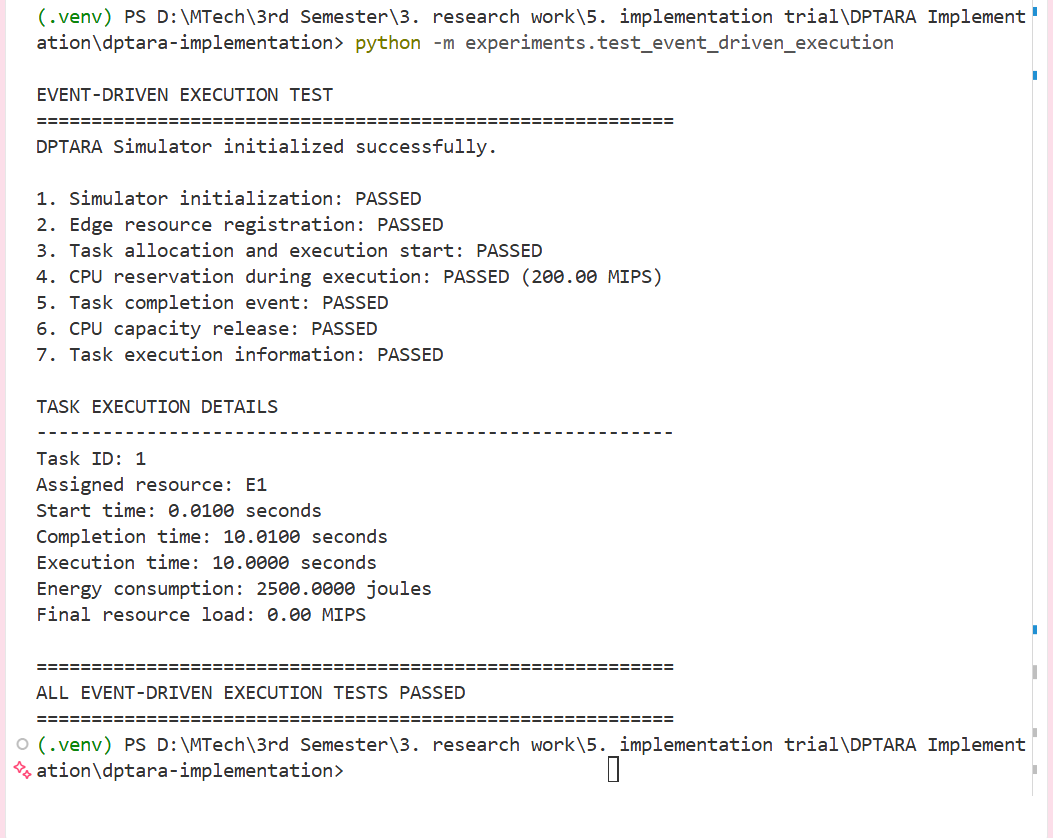 (.venv) PS D:\MTech\3rd Semester\3. research work\5. implementation trial\DPTARA Implement
ation\dptara-implementation> python -m experiments.test_event_driven_execution
EVENT-DRIVEN EXECUTION TEST
==========================================================
DPTARA Simulator initialized successfully.
1. Simulator initialization: PASSED
2. Edge resource registration: PASSED
3. Task allocation and execution start: PASSED
4. CPU reservation during execution: PASSED (200.00 MIPS)
5. Task completion event: PASSED
6. CPU capacity release: PASSED
7. Task execution information: PASSED
TASK EXECUTION DETAILS
----------------------------------------------------------
Task ID: 1
Assigned resource: E1
Start time: 0.0100 seconds
Completion time: 10.0100 seconds
Execution time: 10.0000 seconds
Energy consumption: 2500.0000 joules
Final resource load: 0.00 MIPS
==========================================================
ALL EVENT-DRIVEN EXECUTION TESTS PASSED
==========================================================
(.venv) PS D:\MTech\3rd Semester\3. research work\5. implementation trial\DPTARA Implement
ation\dptara-implementation>